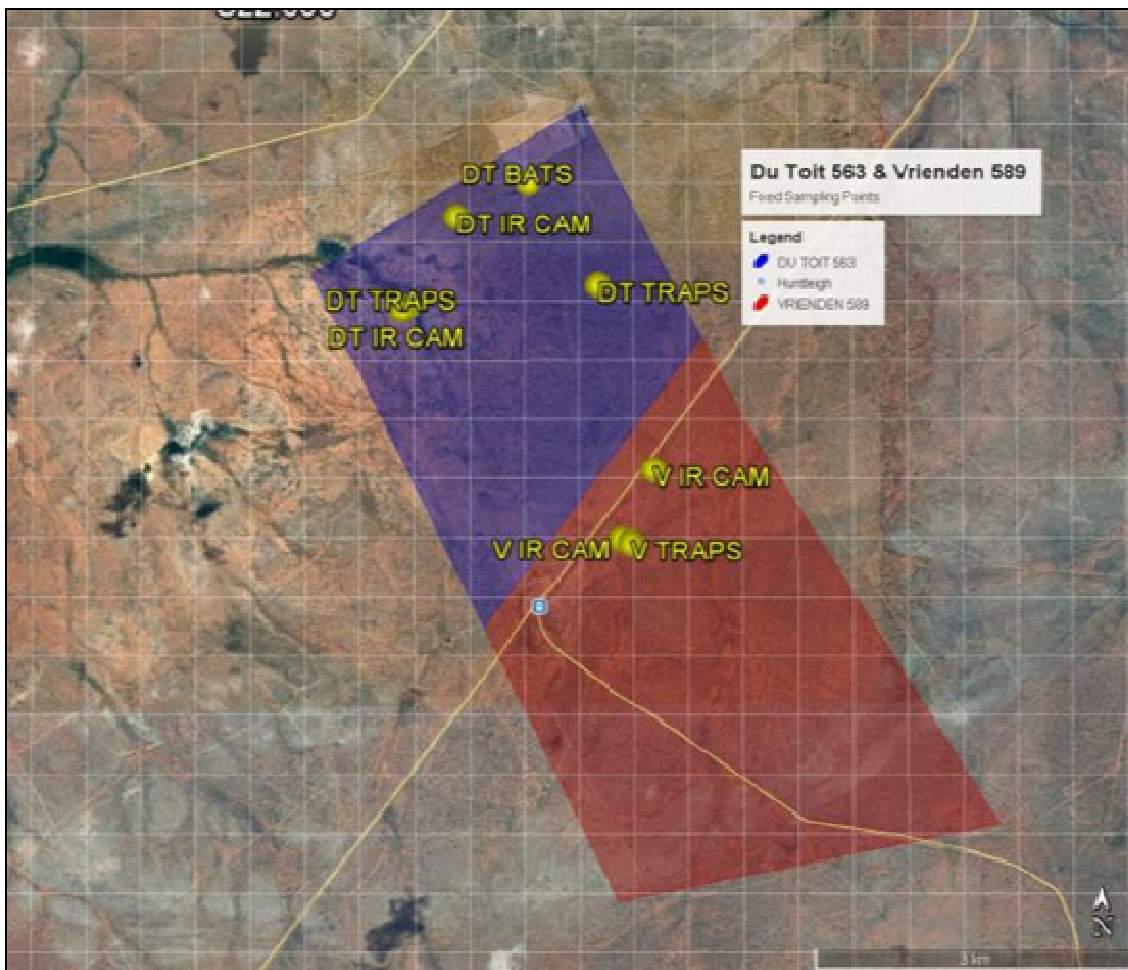 DT BATS
DT IR CAM
DT TRAPS
DT TRAPS
DT IR CAM
V IR CAM
V IR CAM
V TRAPS
Du Toit 563 & Vrienden 589
Fixed Sampling Points
Legend
DU TOIT 563
Huntleigh
VRIENDEN 589
N
3 km